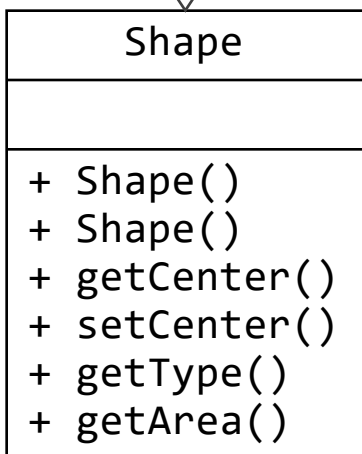 Shape
+ Shape()
+ Shape()
+ getCenter()
+ setCenter()
+ getType()
+ getArea()